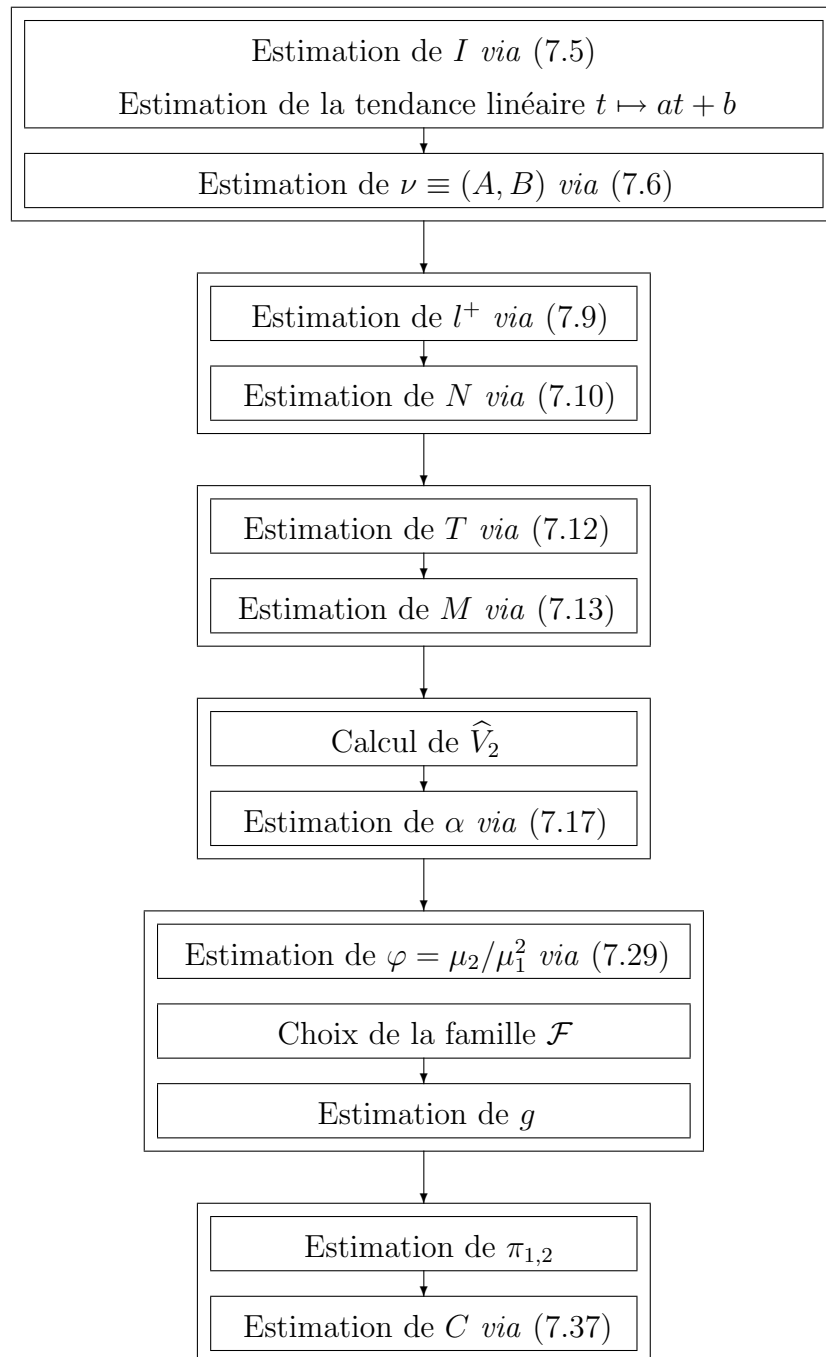 Estimation de I via (7.5)
Estimation de la tendance linéaire t ↦ at + b
Estimation de ν ≡ (A, B) via (7.6)
Estimation de l⁺ via (7.9)
Estimation de N via (7.10)
Estimation de T via (7.12)
Estimation de M via (7.13)
Calcul de V̂₂
Estimation de α via (7.17)
Estimation de φ = μ₂/μ₁² via (7.29)
Choix de la famille ℱ
Estimation de g
Estimation de π₁,₂
Estimation de C via (7.37)